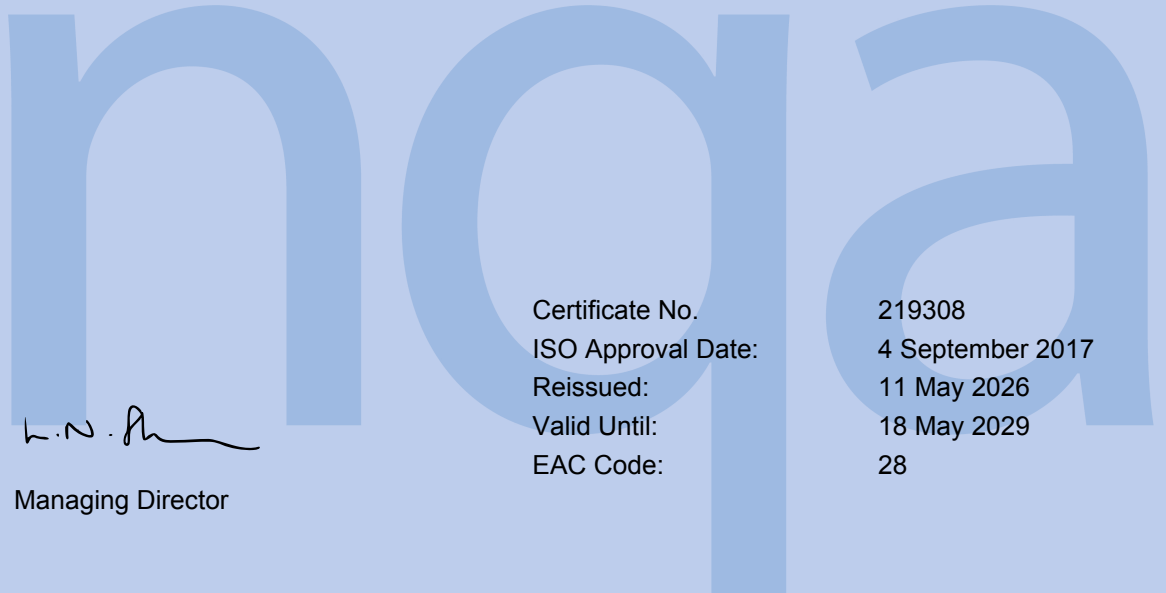 nqa
Certificate No. 219308
ISO Approval Date: 4 September 2017
Reissued: 11 May 2026
Valid Until: 18 May 2029
EAC Code: 28
Managing Director